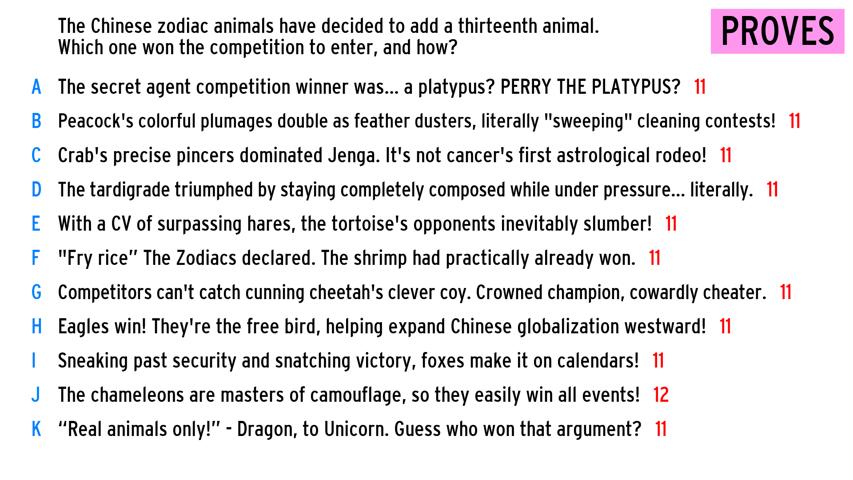 The Chinese zodiac animals have decided to add a thirteenth animal.
Which one won the competition to enter, and how?
PROVES
A The secret agent competition winner was... a platypus? PERRY THE PLATYPUS? 11
B Peacock's colorful plumages double as feather dusters, literally "sweeping" cleaning contests! 11
C Crab's precise pincers dominated Jenga. It's not cancer's first astrological rodeo! 11
D The tardigrade triumphed by staying completely composed while under pressure... literally. 11
E With a CV of surpassing hares, the tortoise's opponents inevitably slumber! 11
F "Fry rice” The Zodiacs declared. The shrimp had practically already won. 11
G Competitors can't catch cunning cheetah's clever coy. Crowned champion, cowardly cheater. 11
H Eagles win! They're the free bird, helping expand Chinese globalization westward! 11
I Sneaking past security and snatching victory, foxes make it on calendars! 11
J The chameleons are masters of camouflage, so they easily win all events! 12
K “Real animals only!” - Dragon, to Unicorn. Guess who won that argument? 11